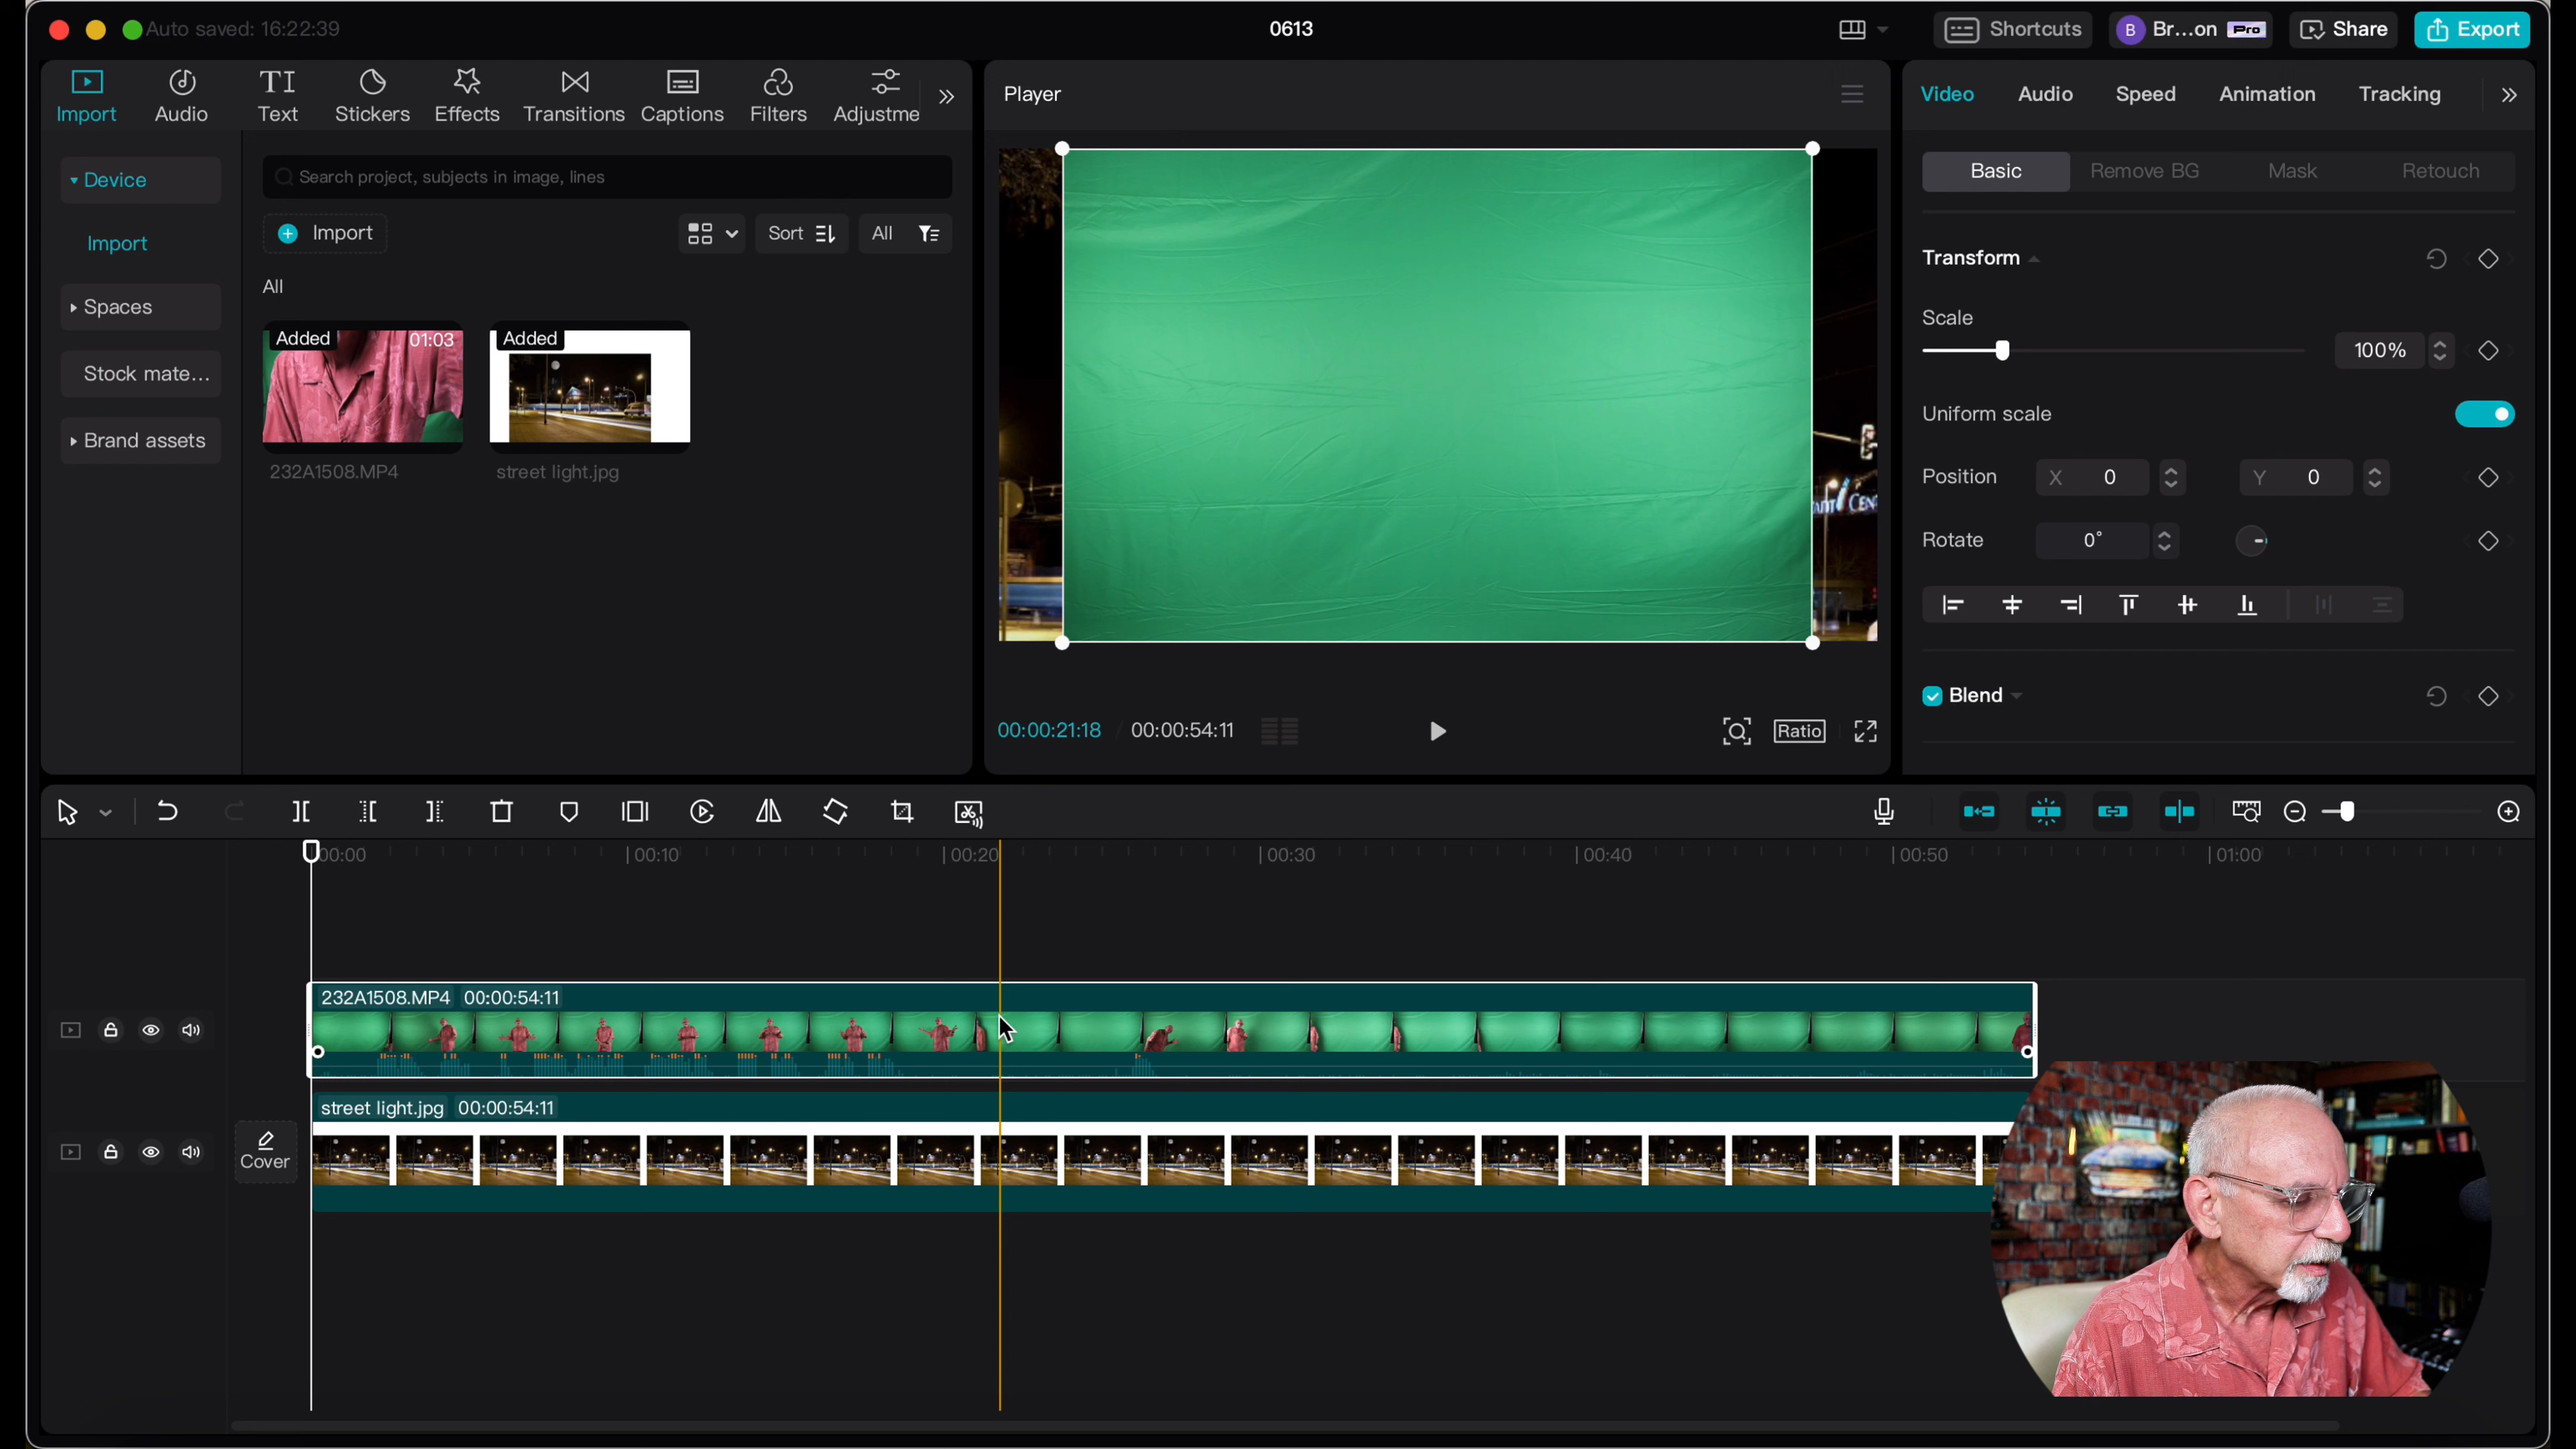 Auto saved: 16:22:39
0613
Shortcuts
B
Br...on
Pro
Share
Export
Import
Audio
TI
Text
Stickers
Effects
Transitions
Captions
Filters
Adjustme
Player
Video
Audio
Speed
Animation
Tracking
Device
Import
Spaces
Stock mate...
Brand assets
Search project, subjects in image, lines
Import
Sort
All
All
Added
01:03
232A1508.MP4
Added
street light.jpg
Basic
Remove BG
Mask
Retouch
Transform
Scale
100%
Uniform scale
Position
X
0
Y
0
Rotate
0°
Blend
00:00:21:18
00:00:54:11
Ratio
00:00
00:10
00:20
00:30
00:40
00:50
01:00
232A1508.MP4 00:00:54:11
street light.jpg 00:00:54:11
Cover